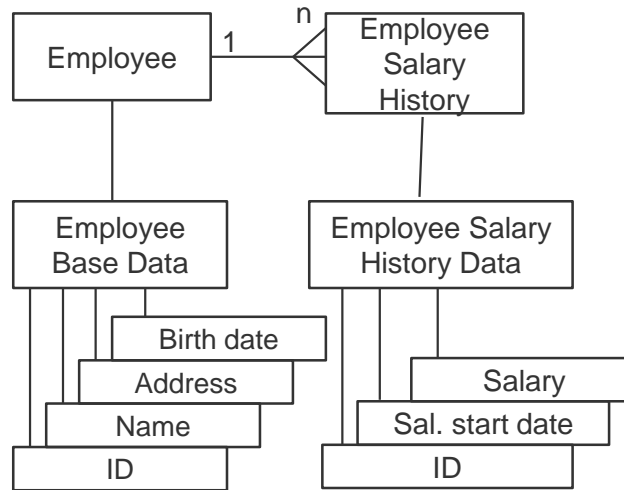 Employee
1
n
Employee
Salary
History
Employee
Base Data
Employee Salary
History Data
Birth date
Address
Name
ID
Salary
Sal. start date
ID